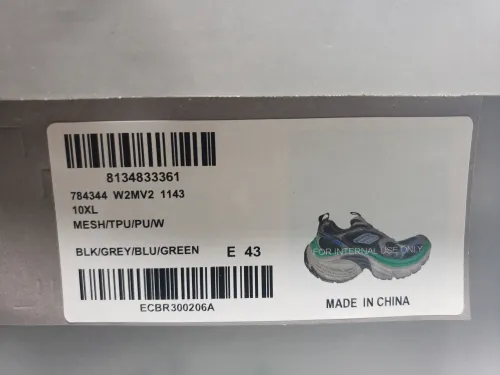 8134833361
784344 W2MV2 1143
10XL
MESH/TPU/PU/W
BLK/GREY/BLU/GREEN E 43
FOR INTERNAL USE ONLY
ECBR300206A
MADE IN CHINA